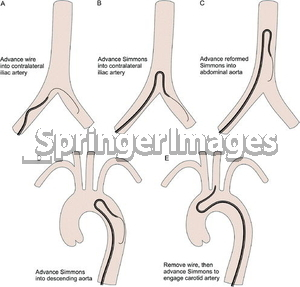 A
B
C
Advance wire
into contralateral
iliac artery
Advance Simmons
into contralateral
iliac artery
Advance reformed
Simmons into
abdominal aorta
SpringerImages
D
E
Advance Simmons
into descending aorta
Remove wire, then
advance Simmons to
engage carotid artery